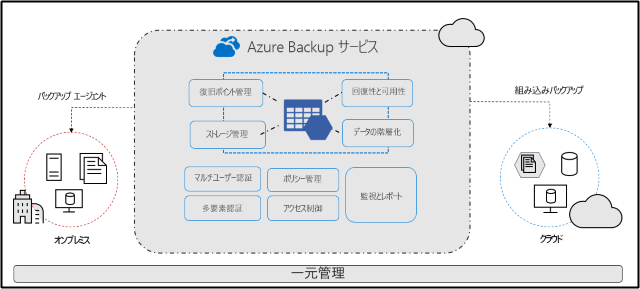 Azure Backup サービス
バックアップ エージェント
組み込みバックアップ
復旧ポイント管理
回復性と可用性
ストレージ管理
データの階層化
マルチユーザー認証
ポリシー管理
監視とレポート
多要素認証
アクセス制御
オンプレミス
クラウド
一元管理